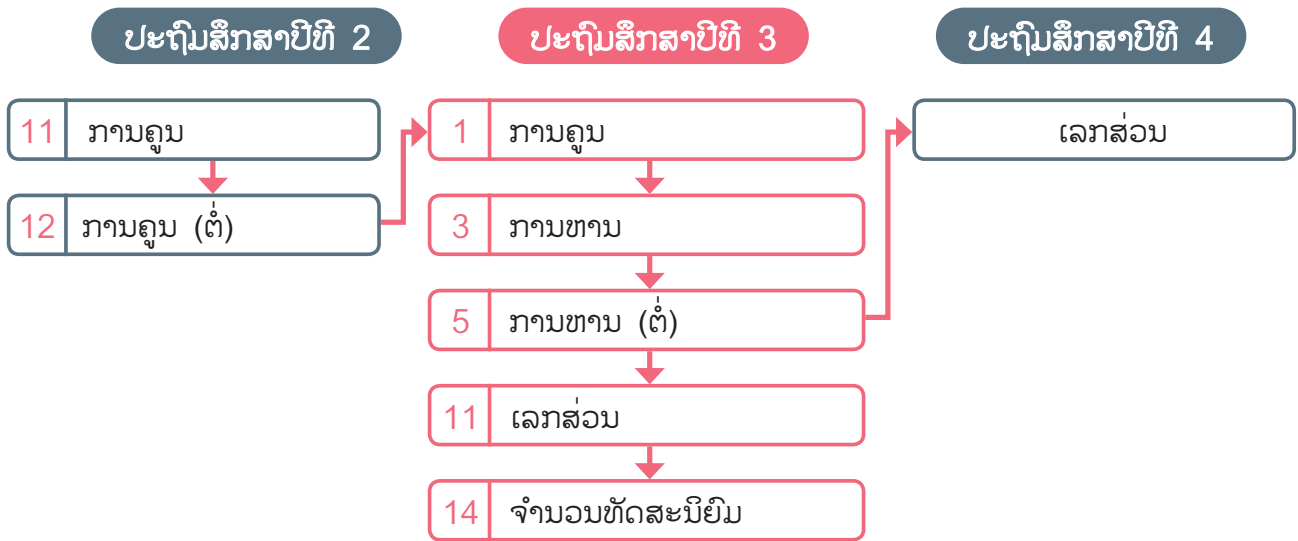 ປະຖົມສຶກສາປີທີ 2
11 ການຄູນ
12 ການຄູນ (ຕໍ່)
ປະຖົມສຶກສາປີທີ 3
1 ການຄູນ
3 ການຫານ
5 ການຫານ (ຕໍ່)
11 ເລກສ່ວນ
14 ຈຳນວນທັດສະນິຍົມ
ປະຖົມສຶກສາປີທີ 4
ເລກສ່ວນ